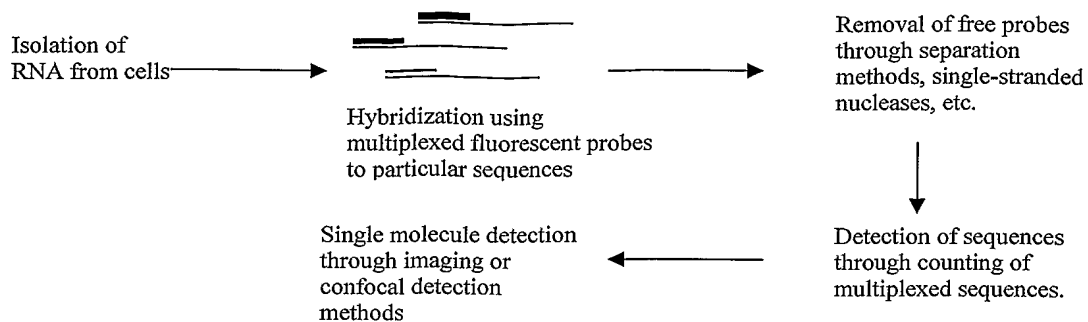 Isolation of
RNA from cells
Hybridization using
multiplexed fluorescent probes
to particular sequences
Removal of free probes
through separation
methods, single-stranded
nucleases, etc.
Detection of sequences
through counting of
multiplexed sequences.
Single molecule detection
through imaging or
confocal detection
methods